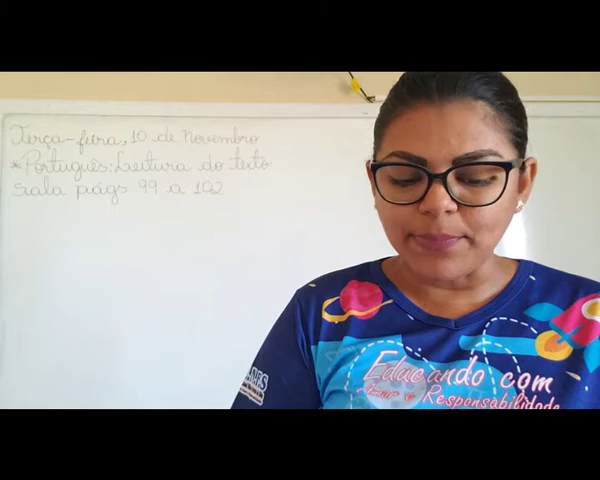 Terça-feira, 10 de novembro
* Português: Leitura do texto
sala págs 99 a 102
Educando com
Amor e Responsabilidade